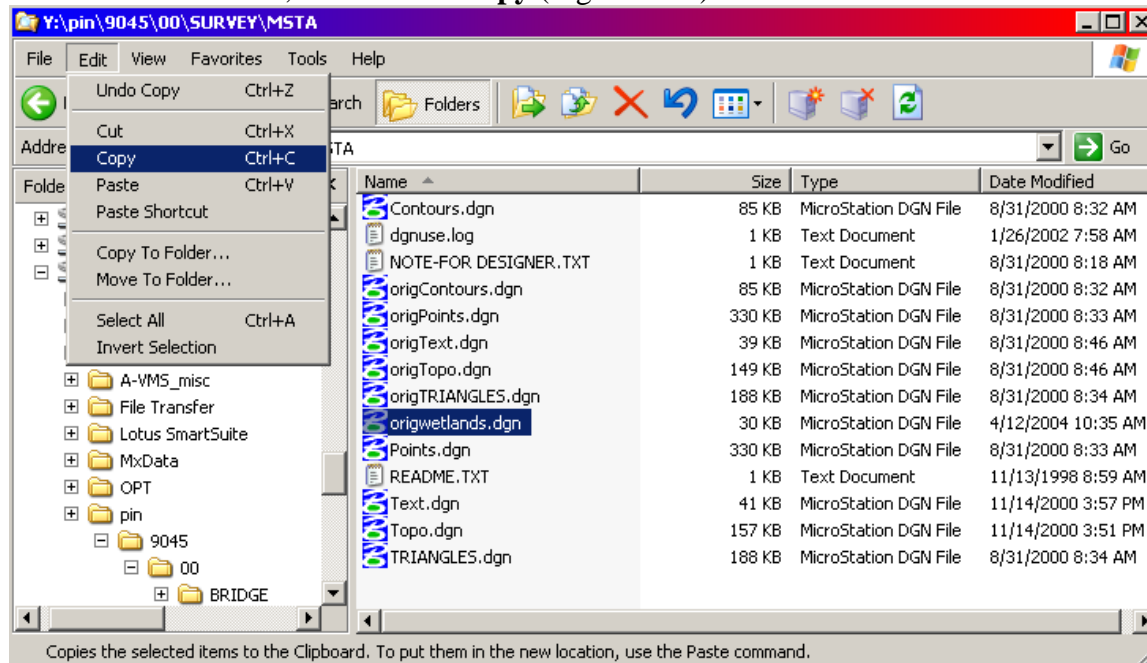 py
Y:\pin\9045\00\SURVEY\MSTA
File Edit View Favorites Tools Help
Undo Copy Ctrl+Z
Folders
Cut Ctrl+X
Addre
Copy Ctrl+C
Go
Folde
Paste Ctrl+V
Paste Shortcut
Copy To Folder...
Move To Folder...
Select All Ctrl+A
Invert Selection
A-VMS_misc
File Transfer
Lotus SmartSuite
MxData
OPT
pin
9045
00
BRIDGE
Name Size Type Date Modified
Contours.dgn 85 KB MicroStation DGN File 8/31/2000 8:32 AM
dgnuse.log 1 KB Text Document 1/26/2002 7:58 AM
NOTE-FOR DESIGNER.TXT 1 KB Text Document 8/31/2000 8:18 AM
origContours.dgn 85 KB MicroStation DGN File 8/31/2000 8:32 AM
origPoints.dgn 330 KB MicroStation DGN File 8/31/2000 8:33 AM
origText.dgn 39 KB MicroStation DGN File 8/31/2000 8:46 AM
origTopo.dgn 149 KB MicroStation DGN File 8/31/2000 8:46 AM
origTRIANGLES.dgn 188 KB MicroStation DGN File 8/31/2000 8:34 AM
origwetlands.dgn 30 KB MicroStation DGN File 4/12/2004 10:35 AM
Points.dgn 330 KB MicroStation DGN File 8/31/2000 8:33 AM
README.TXT 1 KB Text Document 11/13/1998 8:59 AM
Text.dgn 41 KB MicroStation DGN File 11/14/2000 3:57 PM
Topo.dgn 157 KB MicroStation DGN File 11/14/2000 3:51 PM
TRIANGLES.dgn 188 KB MicroStation DGN File 8/31/2000 8:34 AM
Copies the selected items to the Clipboard. To put them in the new location, use the Paste command.